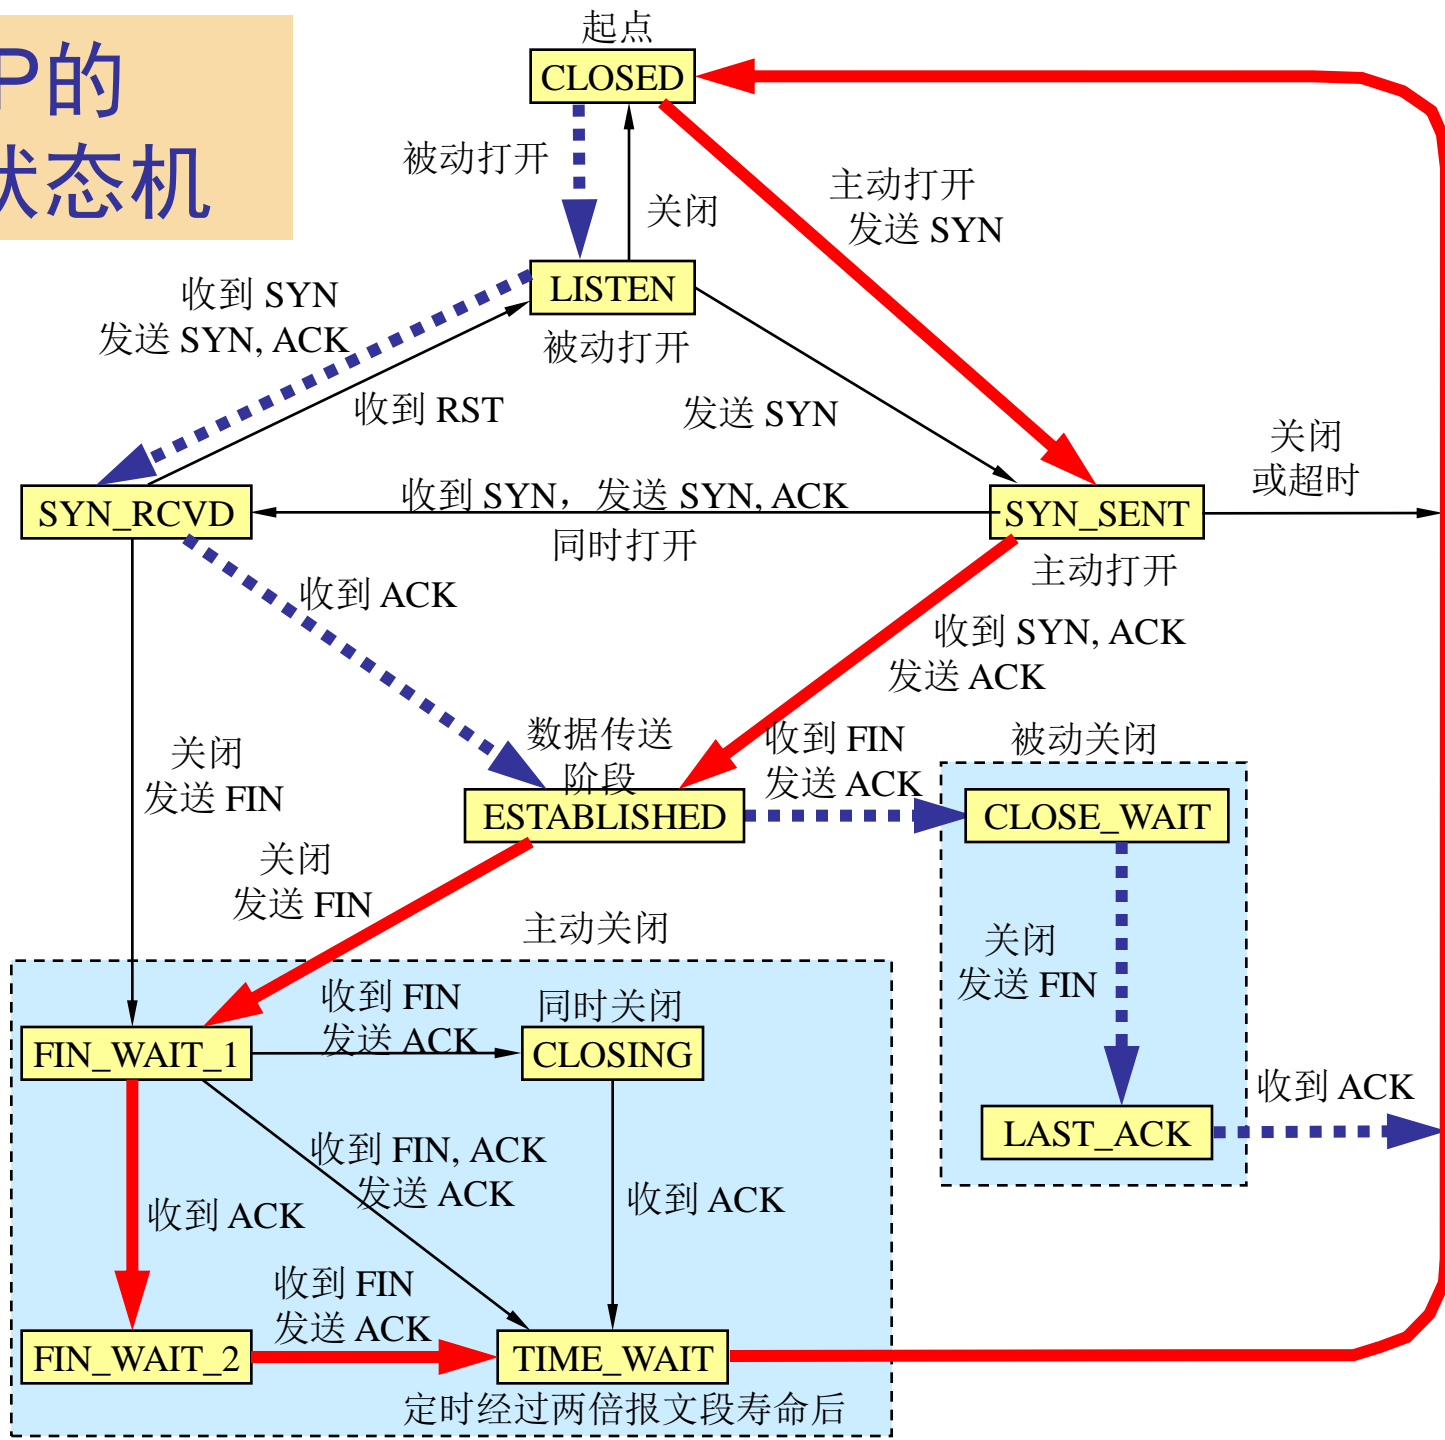 P的
状态机
起点
CLOSED
被动打开
关闭
主动打开
发送 SYN
LISTEN
被动打开
收到 SYN
发送 SYN, ACK
收到 RST
发送 SYN
关闭
或超时
SYN_RCVD
收到 SYN，发送 SYN, ACK
同时打开
SYN_SENT
主动打开
收到 ACK
收到 SYN, ACK
发送 ACK
关闭
发送 FIN
数据传送
阶段
ESTABLISHED
收到 FIN
发送 ACK
被动关闭
CLOSE_WAIT
关闭
发送 FIN
主动关闭
关闭
发送 FIN
FIN_WAIT_1
收到 FIN
发送 ACK
同时关闭
CLOSING
LAST_ACK
收到 ACK
收到 FIN, ACK
发送 ACK
收到 ACK
收到 ACK
收到 FIN
发送 ACK
FIN_WAIT_2
TIME_WAIT
定时经过两倍报文段寿命后